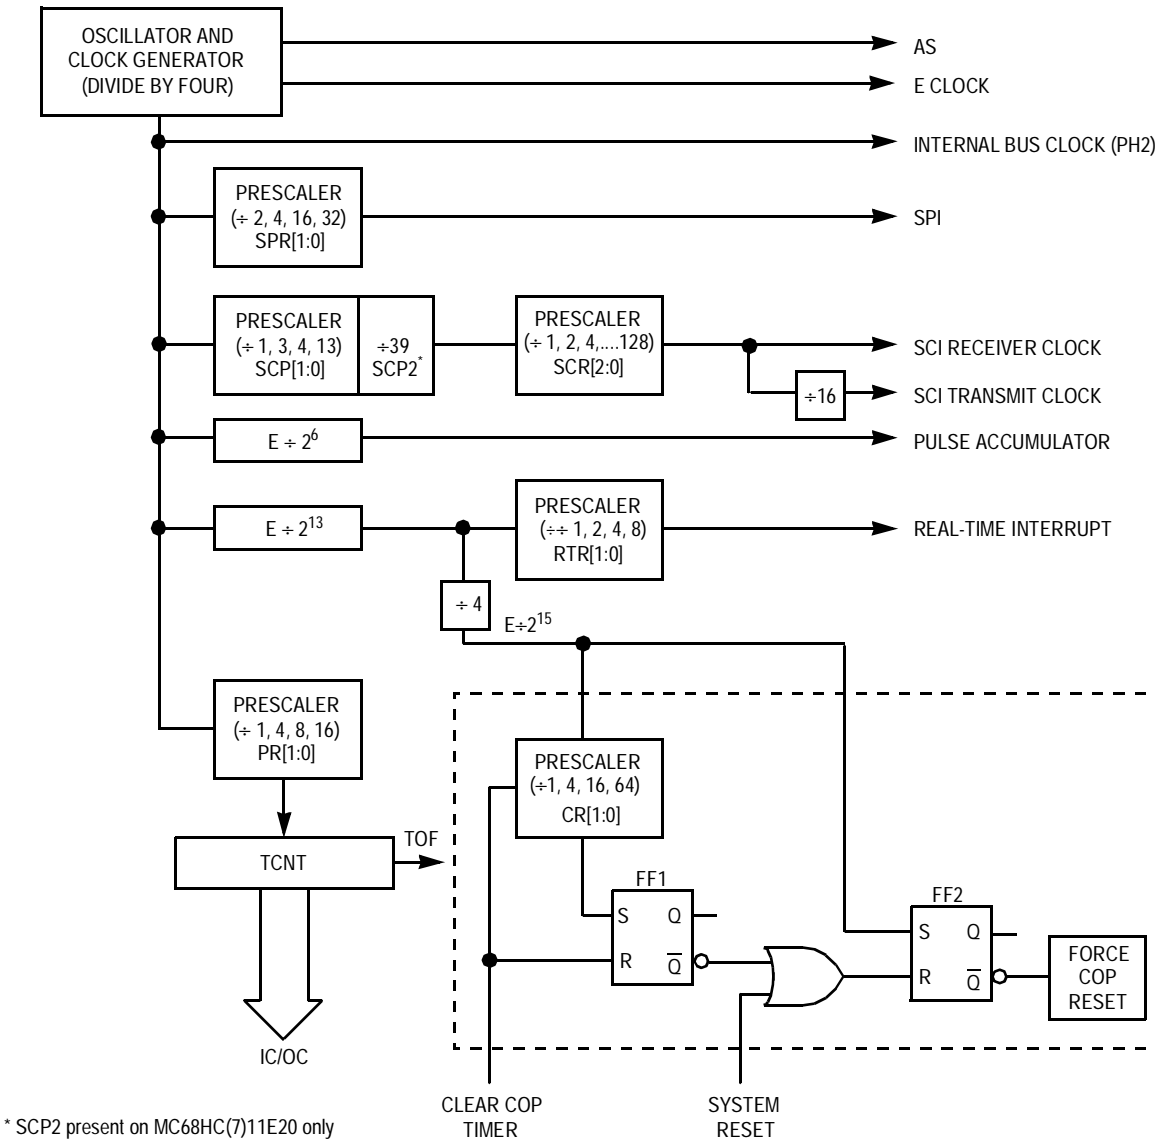 OSCILLATOR AND
CLOCK GENERATOR
(DIVIDE BY FOUR)
AS
E CLOCK
INTERNAL BUS CLOCK (PH2)
PRESCALER
(÷ 2, 4, 16, 32)
SPR[1:0]
SPI
PRESCALER
(÷ 1, 3, 4, 13)
SCP[1:0]
÷39
SCP2*
PRESCALER
(÷ 1, 2, 4,....128)
SCR[2:0]
SCI RECEIVER CLOCK
÷16
SCI TRANSMIT CLOCK
E ÷ 2⁶
PULSE ACCUMULATOR
E ÷ 2¹³
PRESCALER
(÷÷ 1, 2, 4, 8)
RTR[1:0]
REAL-TIME INTERRUPT
÷ 4
E÷2¹⁵
PRESCALER
(÷ 1, 4, 8, 16)
PR[1:0]
PRESCALER
(÷1, 4, 16, 64)
CR[1:0]
TCNT
TOF
FF1
S Q
R Q̅
FF2
S Q
R Q̅
FORCE
COP
RESET
IC/OC
CLEAR COP
TIMER
SYSTEM
RESET
* SCP2 present on MC68HC(7)11E20 only